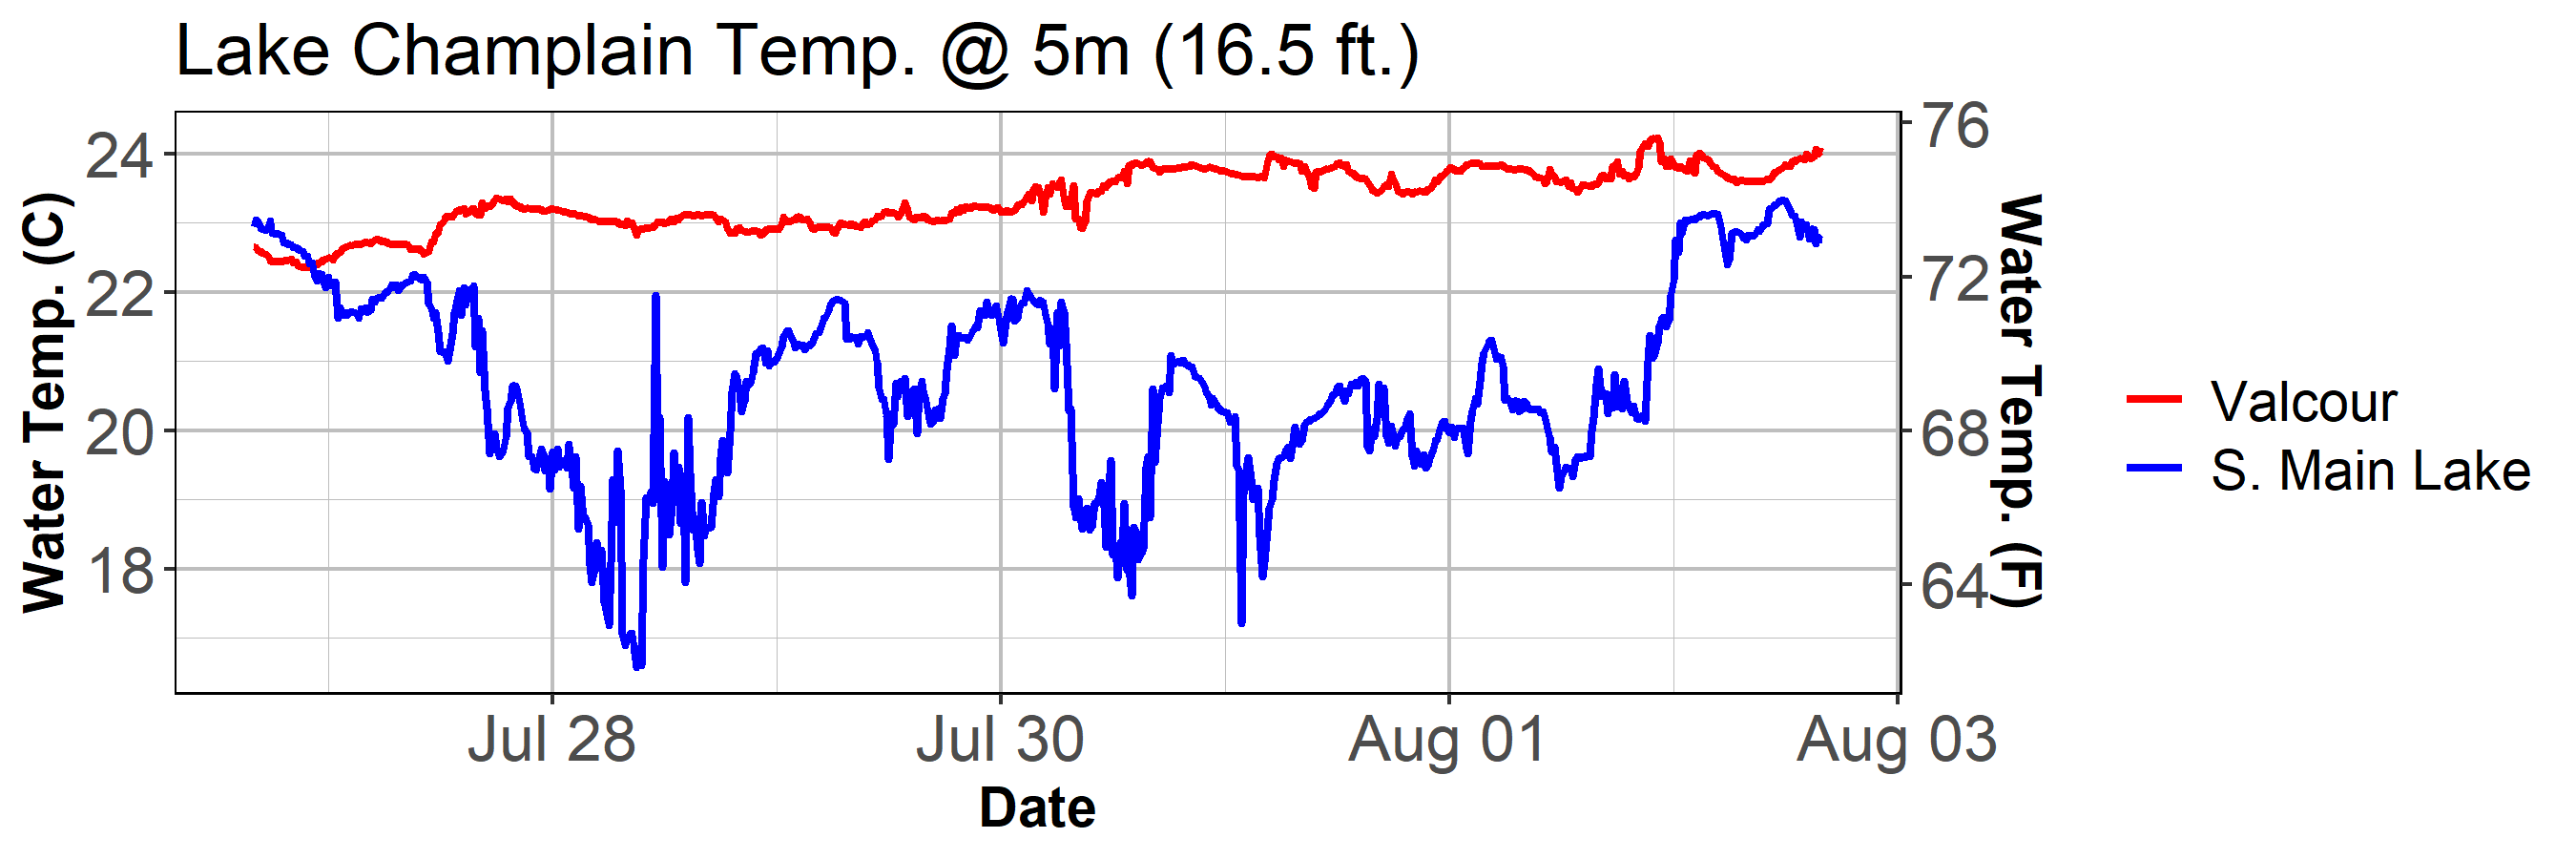 Lake Champlain Temp. @ 5m (16.5 ft.)
Water Temp. (C)
24
22
20
18
76
72
68
64
Water Temp. (F)
Jul 28
Jul 30
Aug 01
Aug 03
Date
Valcour
S. Main Lake